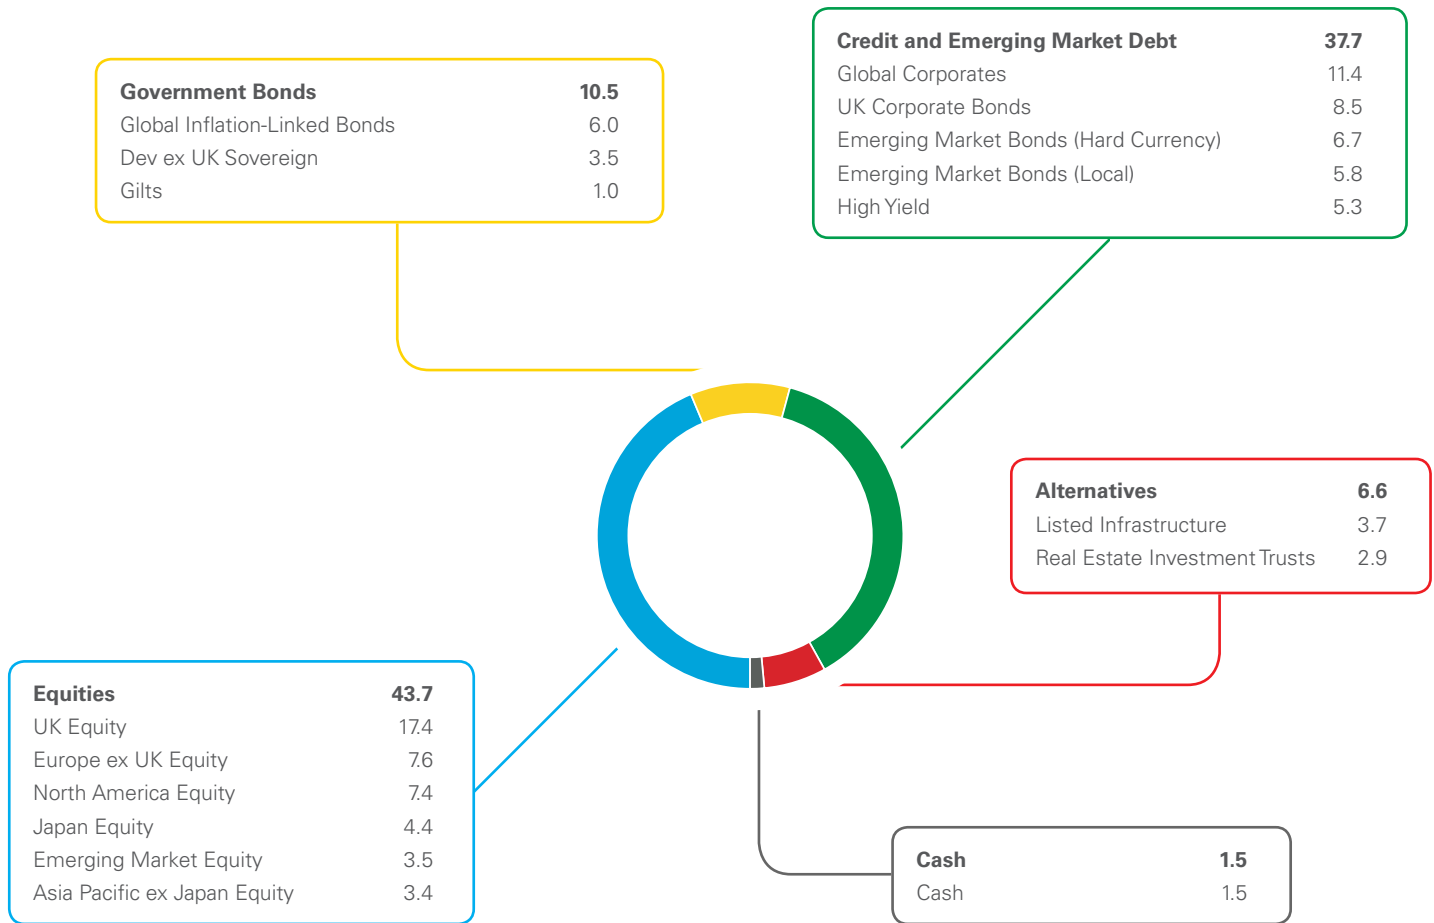 Government Bonds 10.5
Global Inflation-Linked Bonds 6.0
Dev ex UK Sovereign 3.5
Gilts 1.0
Credit and Emerging Market Debt 37.7
Global Corporates 11.4
UK Corporate Bonds 8.5
Emerging Market Bonds (Hard Currency) 6.7
Emerging Market Bonds (Local) 5.8
High Yield 5.3
Alternatives 6.6
Listed Infrastructure 3.7
Real Estate Investment Trusts 2.9
Equities 43.7
UK Equity 17.4
Europe ex UK Equity 7.6
North America Equity 7.4
Japan Equity 4.4
Emerging Market Equity 3.5
Asia Pacific ex Japan Equity 3.4
Cash 1.5
Cash 1.5